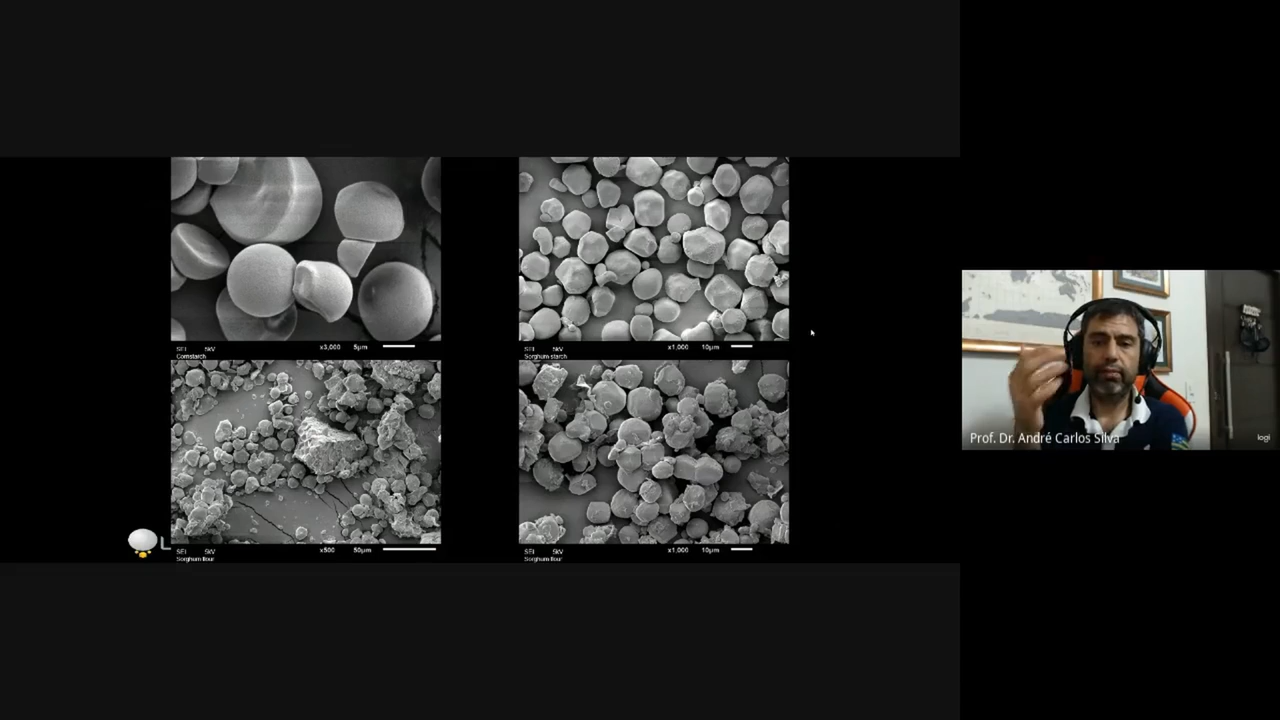 SEI 5kV x3,000 5µm
Cornstarch
SEI 5kV x1,000 10µm
Sorghum starch
SEI 5kV x500 50µm
Sorghum flour
SEI 5kV x1,000 10µm
Sorghum flour
L
Prof. Dr. André Carlos Silva
logi